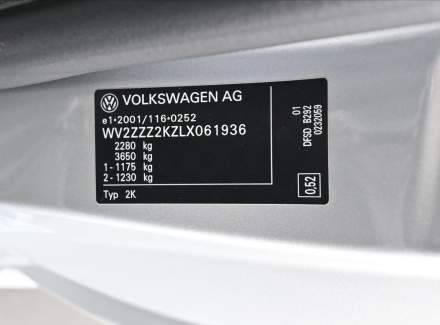 VOLKSWAGEN AG
e1*2001/116*0252
WV2ZZZ2KZLX061936
2280 kg
3650 kg
1 - 1175 kg
2 - 1230 kg
Typ 2K
01
DFSD B292
0232059
0,52